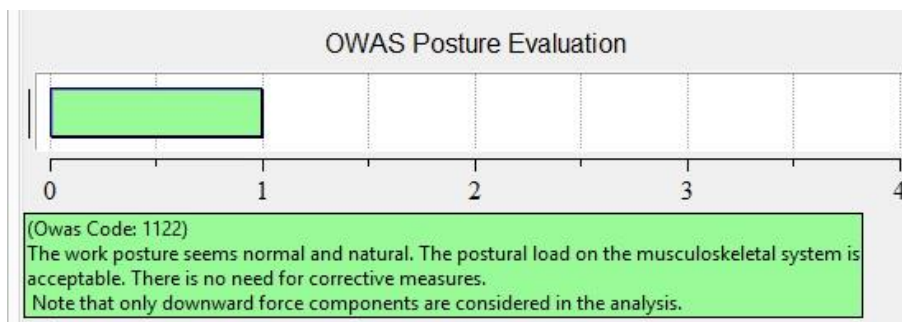 OWAS Posture Evaluation
0 1 2 3 4
(Owas Code: 1122)
The work posture seems normal and natural. The postural load on the musculoskeletal system is
acceptable. There is no need for corrective measures.
Note that only downward force components are considered in the analysis.